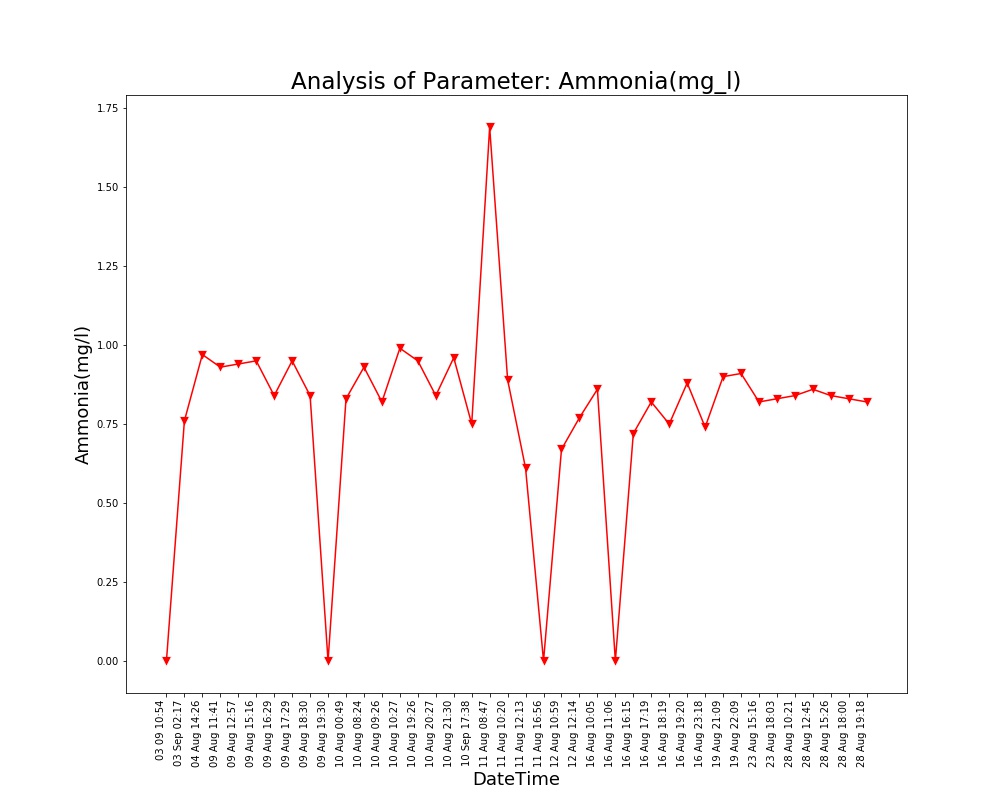 Analysis of Parameter: Ammonia(mg_l)
Ammonia(mg/l)
1.75
1.50
1.25
1.00
0.75
0.50
0.25
0.00
03 09 10:54
03 Sep 02:17
04 Aug 14:26
09 Aug 11:41
09 Aug 12:57
09 Aug 15:16
09 Aug 16:29
09 Aug 17:29
09 Aug 18:30
09 Aug 19:30
10 Aug 00:49
10 Aug 08:24
10 Aug 09:26
10 Aug 10:27
10 Aug 19:26
10 Aug 20:27
10 Aug 21:30
10 Sep 17:38
11 Aug 08:47
11 Aug 10:20
11 Aug 12:13
11 Aug 16:56
12 Aug 10:59
12 Aug 12:14
16 Aug 10:05
16 Aug 11:06
16 Aug 16:15
16 Aug 17:19
16 Aug 18:19
16 Aug 19:20
16 Aug 23:18
19 Aug 21:09
19 Aug 22:09
23 Aug 15:16
23 Aug 18:03
28 Aug 10:21
28 Aug 12:45
28 Aug 15:26
28 Aug 18:00
28 Aug 19:18
DateTime